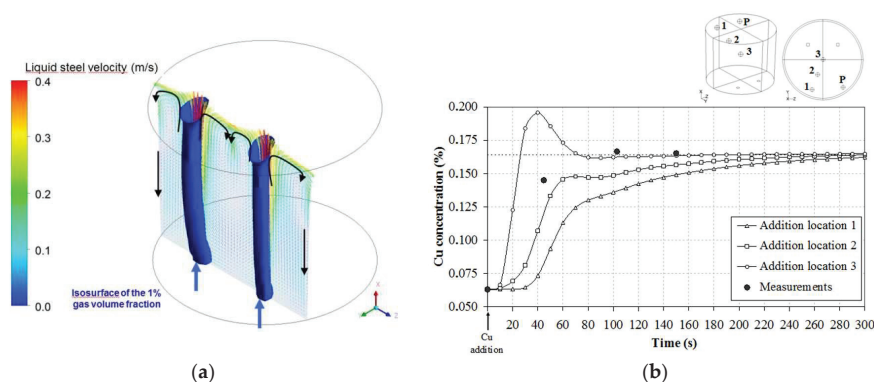 Liquid steel velocity (m/s)
0.4
0.3
0.2
0.1
0.0
Isosurface of the 1%
gas volume fraction
X
Z
(a)
1
P
2
3
3
2
1
P
Cu concentration (%)
0.200
0.175
0.150
0.125
0.100
0.075
0.050
Addition location 1
Addition location 2
Addition location 3
Measurements
20 40 60 80 100 120 140 160 180 200 220 240 260 280 300
Cu
addition
Time (s)
(b)